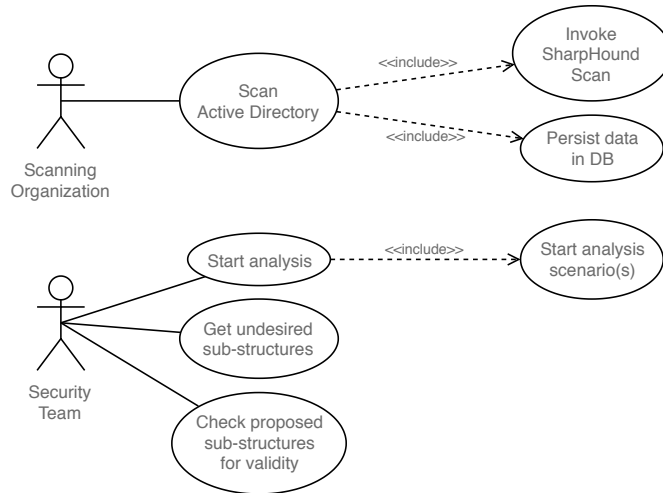 Invoke
SharpHound
Scan
<<include>>
Scan
Active Directory
<<include>>
Persist data
in DB
Scanning
Organization
Start analysis
<<include>>
Start analysis
scenario(s)
Get undesired
sub-structures
Security
Team
Check proposed
sub-structures
for validity